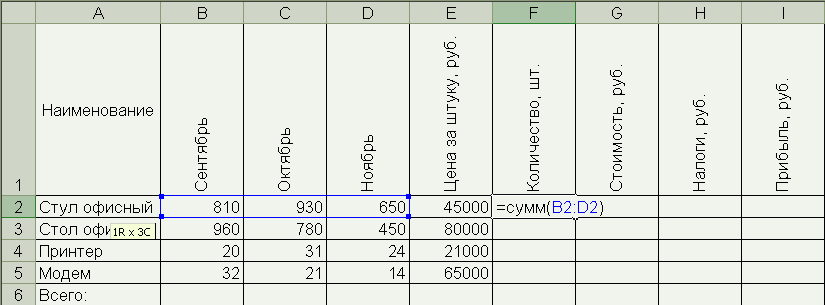 A B C D E F G H I
1 Наименование Сентябрь Октябрь Ноябрь Цена за штуку, руб. Количество, шт. Стоимость, руб. Налоги, руб. Прибыль, руб.
2 Стул офисный 810 930 650 45000 =сумм(B2:D2)
3 Стол офи 1R x 3C 960 780 450 80000
4 Принтер 20 31 24 21000
5 Модем 32 21 14 65000
6 Всего: